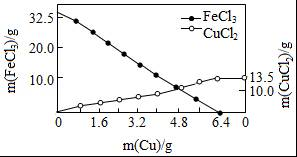 FeCl₃
CuCl₂
m(FeCl₃)/g
32.5
20.0
10.0
13.5
10.0
m(CuCl₂)/g
0 1.6 3.2 4.8 6.4 0
m(Cu)/g